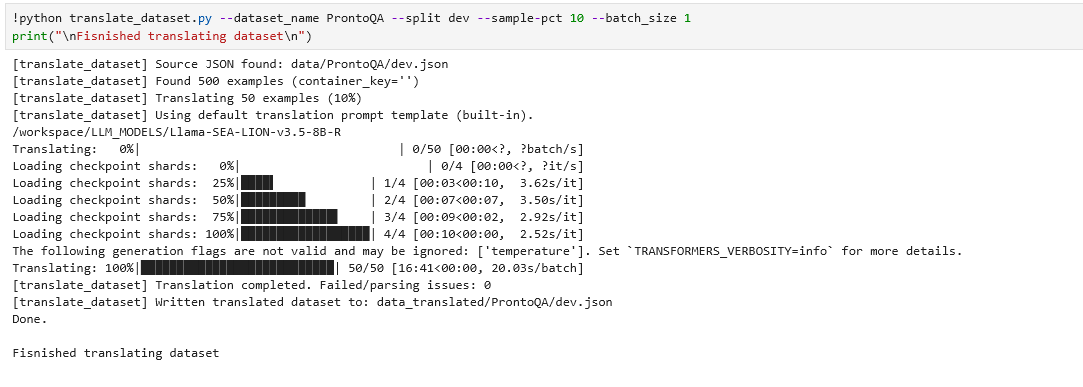 !python translate_dataset.py --dataset_name ProntoQA --split dev --sample-pct 10 --batch_size 1
print("\nFisnished translating dataset\n")
[translate_dataset] Source JSON found: data/ProntoQA/dev.json
[translate_dataset] Found 500 examples (container_key='')
[translate_dataset] Translating 50 examples (10%)
[translate_dataset] Using default translation prompt template (built-in).
/workspace/LLM_MODELS/Llama-SEA-LION-v3.5-8B-R
Translating:   0%|          | 0/50 [00:00<?, ?batch/s]
Loading checkpoint shards:   0%|          | 0/4 [00:00<?, ?it/s]
Loading checkpoint shards:  25%|████      | 1/4 [00:03<00:10,  3.62s/it]
Loading checkpoint shards:  50%|████████      | 2/4 [00:07<00:07,  3.50s/it]
Loading checkpoint shards:  75%|████████████    | 3/4 [00:09<00:02,  2.92s/it]
Loading checkpoint shards: 100%|████████████████| 4/4 [00:10<00:00,  2.52s/it]
The following generation flags are not valid and may be ignored: ['temperature']. Set `TRANSFORMERS_VERBOSITY=info` for more details.
Translating: 100%|████████████████████████| 50/50 [16:41<00:00, 20.03s/batch]
[translate_dataset] Translation completed. Failed/parsing issues: 0
[translate_dataset] Written translated dataset to: data_translated/ProntoQA/dev.json
Done.
Fisnished translating dataset